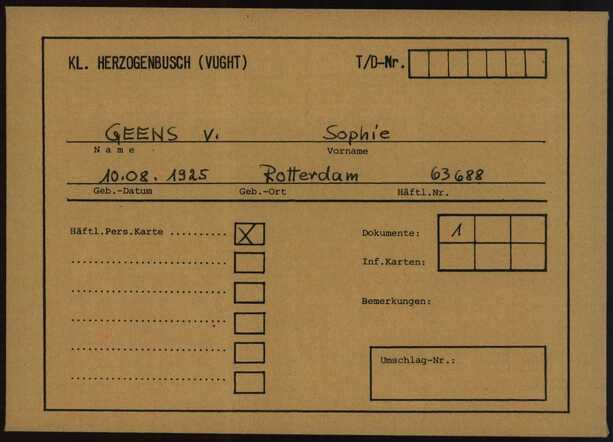 KL. HERZOGENBUSCH (VUGHT) T/D-Nr.
GEENS v. Sophie
Name Vorname
10.08.1925 Rotterdam 63688
Geb.-Datum Geb.-Ort Häftl.Nr.
Häftl.Pers.Karte .......... X
Dokumente: 1
Inf.Karten:
Bemerkungen:
Umschlag-Nr.: